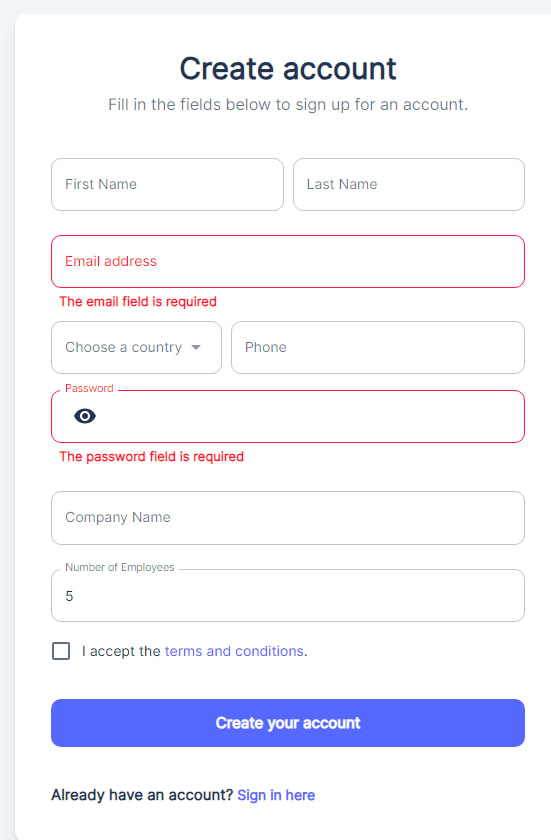 Create account
Fill in the fields below to sign up for an account.
First Name
Last Name
Email address
The email field is required
Choose a country
Phone
Password
The password field is required
Company Name
Number of Employees
5
I accept the terms and conditions.
Create your account
Already have an account? Sign in here